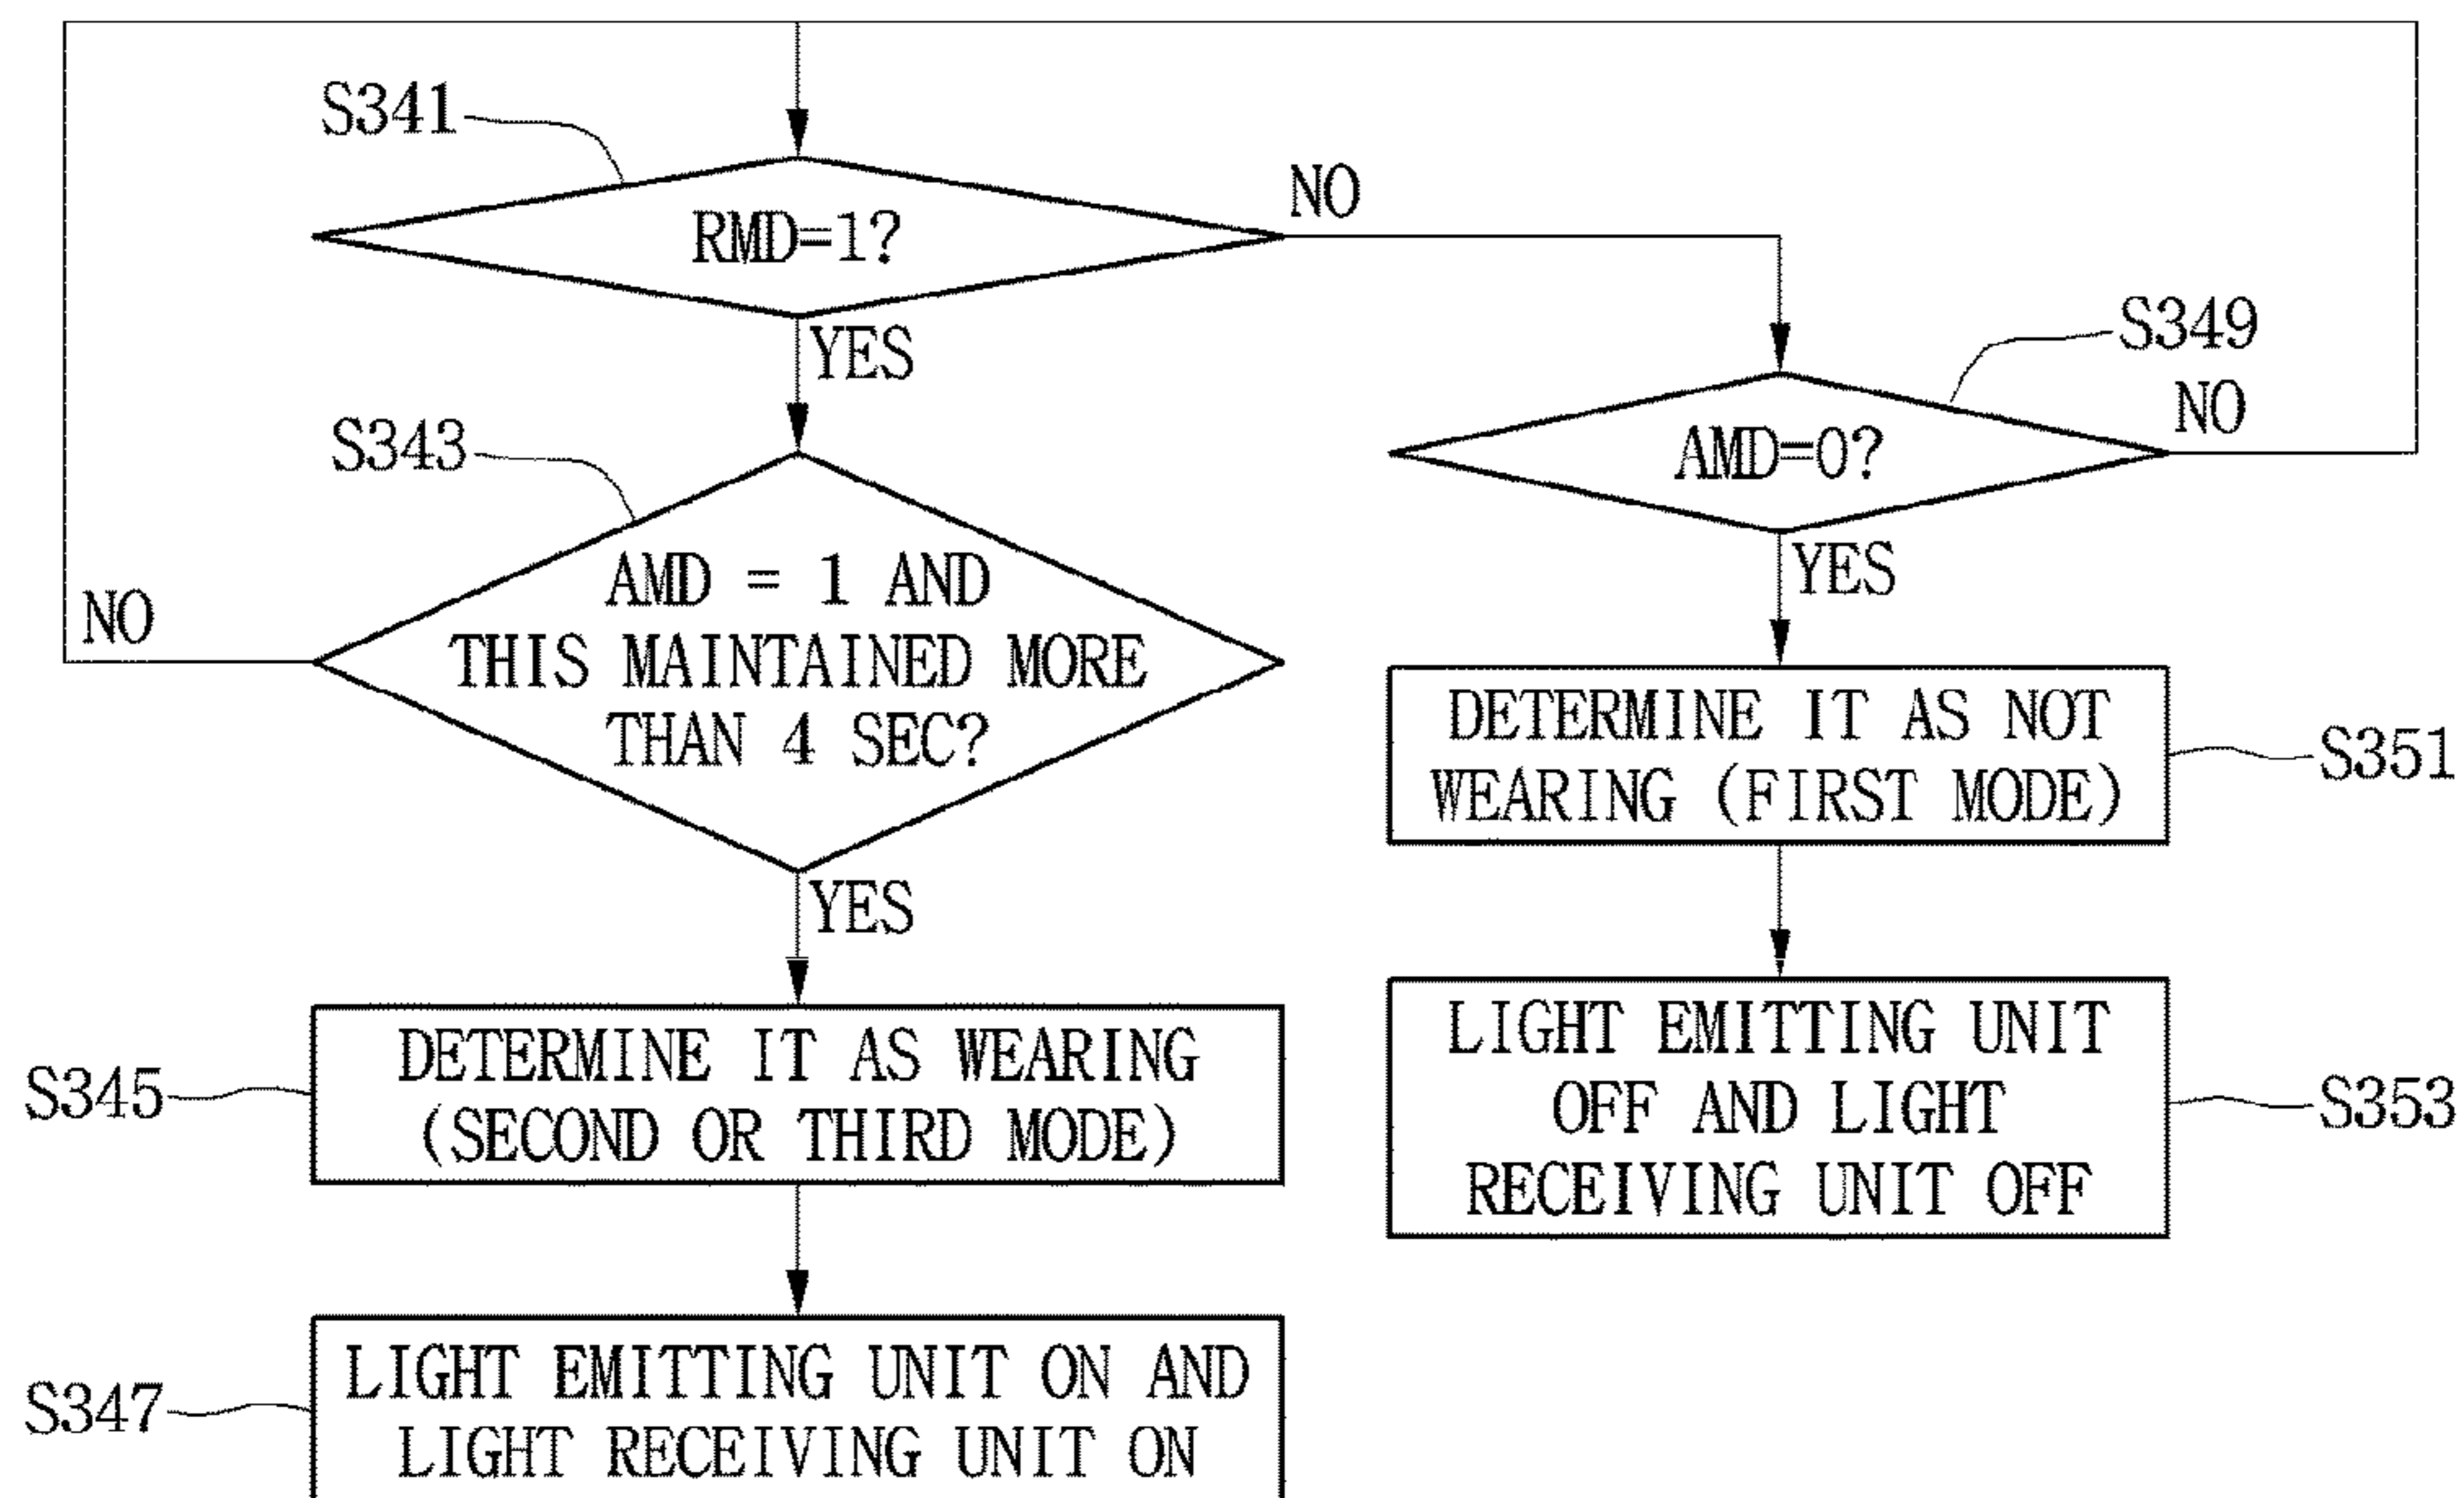 S341
RMD=1?
NO
YES
S349
AMD=0?
NO
YES
S343
AMD = 1 AND
THIS MAINTAINED MORE
THAN 4 SEC?
NO
YES
DETERMINE IT AS NOT
WEARING (FIRST MODE)
S351
S345
DETERMINE IT AS WEARING
(SECOND OR THIRD MODE)
LIGHT EMITTING UNIT
OFF AND LIGHT
RECEIVING UNIT OFF
S353
S347
LIGHT EMITTING UNIT ON AND
LIGHT RECEIVING UNIT ON